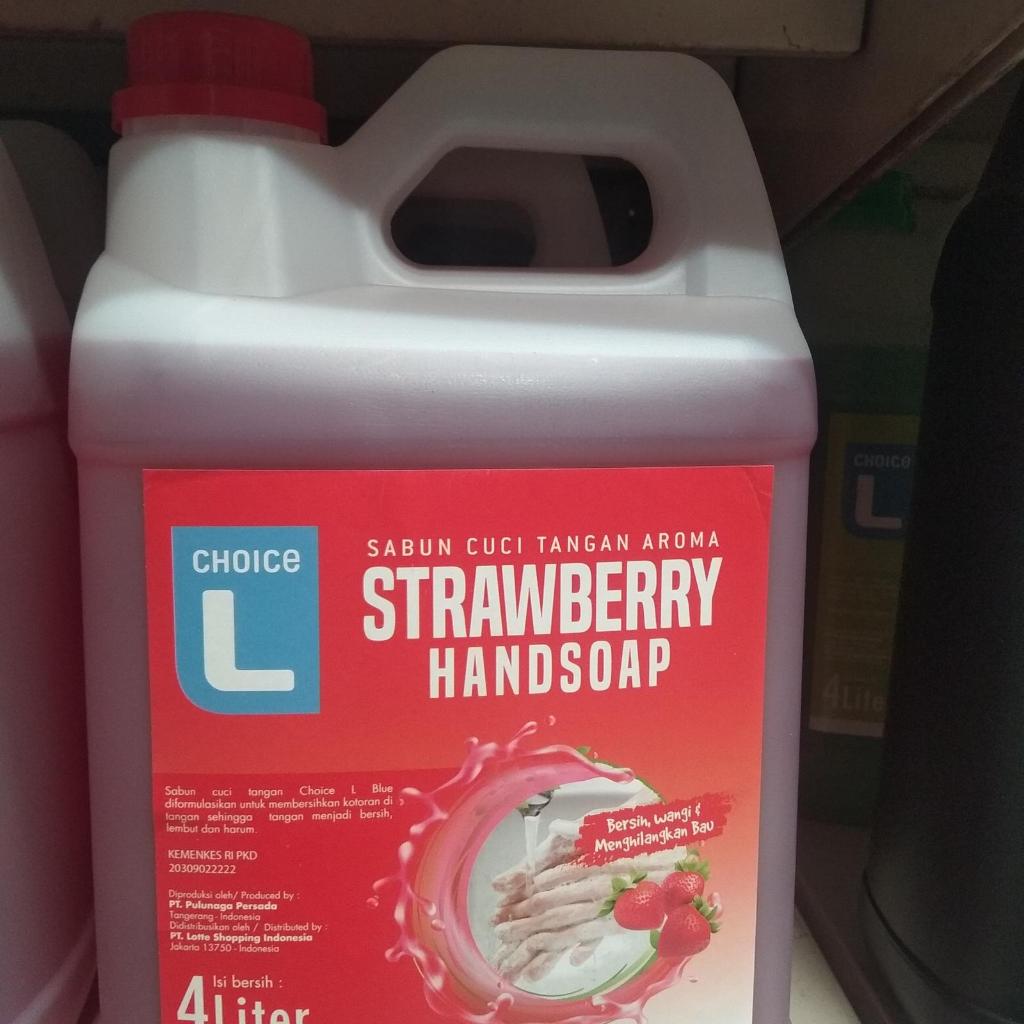 CHOICE
L
SABUN CUCI TANGAN AROMA
STRAWBERRY
HANDSOAP
Sabun cuci tangan Choice L Blue
diformulasikan untuk membersihkan kotoran di
tangan sehingga tangan menjadi bersih,
lembut dan harum.
KEMENKES RI PKD
20309022222
Diproduksi oleh/ Produced by :
PT. Pulunaga Persada
Tangerang - Indonesia
Didistribusikan oleh / Distributed by :
PT. Lotte Shopping Indonesia
Jakarta 13750 - Indonesia
Isi bersih :
4 Liter
Bersih, Wangi &
Menghilangkan Bau
CHOICE
L
4 Lite